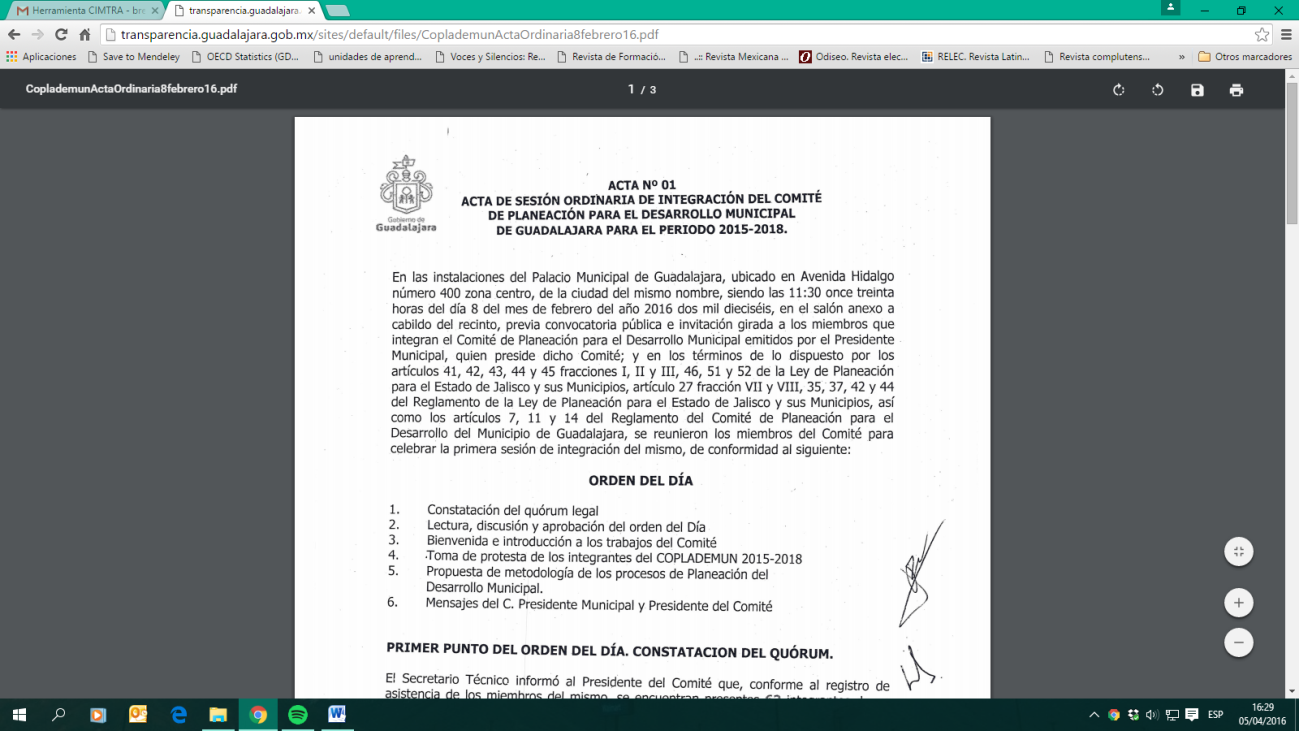 Herramienta CIMTRA - bre
transparencia.guadalajara.
transparencia.guadalajara.gob.mx/sites/default/files/CoplademunActaOrdinaria8febrero16.pdf
Aplicaciones Save to Mendeley OECD Statistics (GD... unidades de aprend... Voces y Silencios: Re... Revista de Formació... ..:: Revista Mexicana ... Odiseo. Revista elec... RELEC. Revista Latin... Revista complutens... » Otros marcadores
CoplademunActaOrdinaria8febrero16.pdf 1 / 3
Gobierno de
Guadalajara
ACTA Nº 01
ACTA DE SESIÓN ORDINARIA DE INTEGRACIÓN DEL COMITÉ
DE PLANEACIÓN PARA EL DESARROLLO MUNICIPAL
DE GUADALAJARA PARA EL PERIODO 2015-2018.
En las instalaciones del Palacio Municipal de Guadalajara, ubicado en Avenida Hidalgo
número 400 zona centro, de la ciudad del mismo nombre, siendo las 11:30 once treinta
horas del día 8 del mes de febrero del año 2016 dos mil dieciséis, en el salón anexo a
cabildo del recinto, previa convocatoria pública e invitación girada a los miembros que
integran el Comité de Planeación para el Desarrollo Municipal emitidos por el Presidente
Municipal, quien preside dicho Comité; y en los términos de lo dispuesto por los
artículos 41, 42, 43, 44 y 45 fracciones I, II y III, 46, 51 y 52 de la Ley de Planeación
para el Estado de Jalisco y sus Municipios, artículo 27 fracción VII y VIII, 35, 37, 42 y 44
del Reglamento de la Ley de Planeación para el Estado de Jalisco y sus Municipios, así
como los artículos 7, 11 y 14 del Reglamento del Comité de Planeación para el
Desarrollo del Municipio de Guadalajara, se reunieron los miembros del Comité para
celebrar la primera sesión de integración del mismo, de conformidad al siguiente:
ORDEN DEL DÍA
1. Constatación del quórum legal
2. Lectura, discusión y aprobación del orden del Día
3. Bienvenida e introducción a los trabajos del Comité
4. Toma de protesta de los integrantes del COPLADEMUN 2015-2018
5. Propuesta de metodología de los procesos de Planeación del
Desarrollo Municipal.
6. Mensajes del C. Presidente Municipal y Presidente del Comité
PRIMER PUNTO DEL ORDEN DEL DÍA. CONSTATACION DEL QUÓRUM.
El Secretario Técnico informó al Presidente del Comité que, conforme al registro de
asistencia de los miembros del mismo, se encuentran presentes
ESP
16:29
05/04/2016